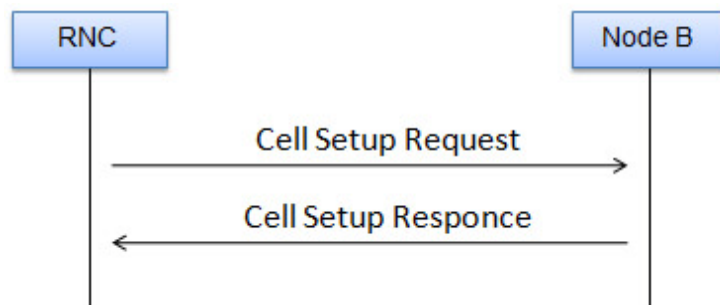 RNC
Node B
Cell Setup Request
Cell Setup Responce